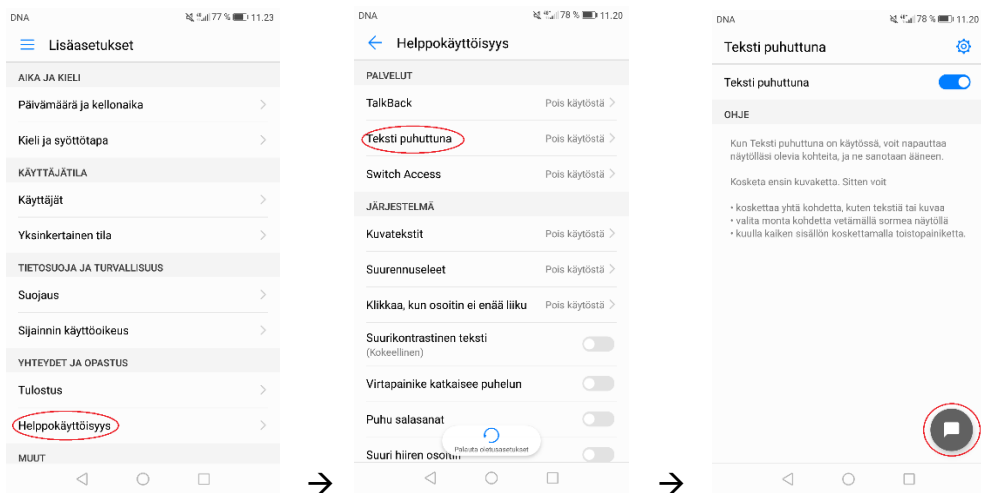 DNA 77 % 11.23
Lisäasetukset
AIKA JA KIELI
Päivämäärä ja kellonaika
Kieli ja syöttötapa
KÄYTTÄJÄTILA
Käyttäjät
Yksinkertainen tila
TIETOSUOJA JA TURVALLISUUS
Suojaus
Sijainnin käyttöoikeus
YHTEYDET JA OPASTUS
Tulostus
Helppokäyttöisyys
MUUT
→
DNA 78 % 11.20
Helppokäyttöisyys
PALVELUT
TalkBack Pois käytöstä
Teksti puhuttuna Pois käytöstä
Switch Access Pois käytöstä
JÄRJESTELMÄ
Kuvatekstit Pois käytöstä
Suurennuseleet Pois käytöstä
Klikkaa, kun osoitin ei enää liiku Pois käytöstä
Suurikontrastinen teksti
(Kokeellinen)
Virtapainike katkaisee puhelun
Puhu salasanat
Palauta oletusasetukset
Suuri hiiren osoitin
→
DNA 78 % 11.20
Teksti puhuttuna
Teksti puhuttuna
OHJE
Kun Teksti puhuttuna on käytössä, voit napauttaa
näytölläsi olevia kohteita, ja ne sanotaan ääneen.
Kosketa ensin kuvaketta. Sitten voit
• koskettaa yhtä kohdetta, kuten tekstiä tai kuvaa
• valita monta kohdetta vetämällä sormea näytöllä
• kuulla kaiken sisällön koskettamalla toistopainiketta.